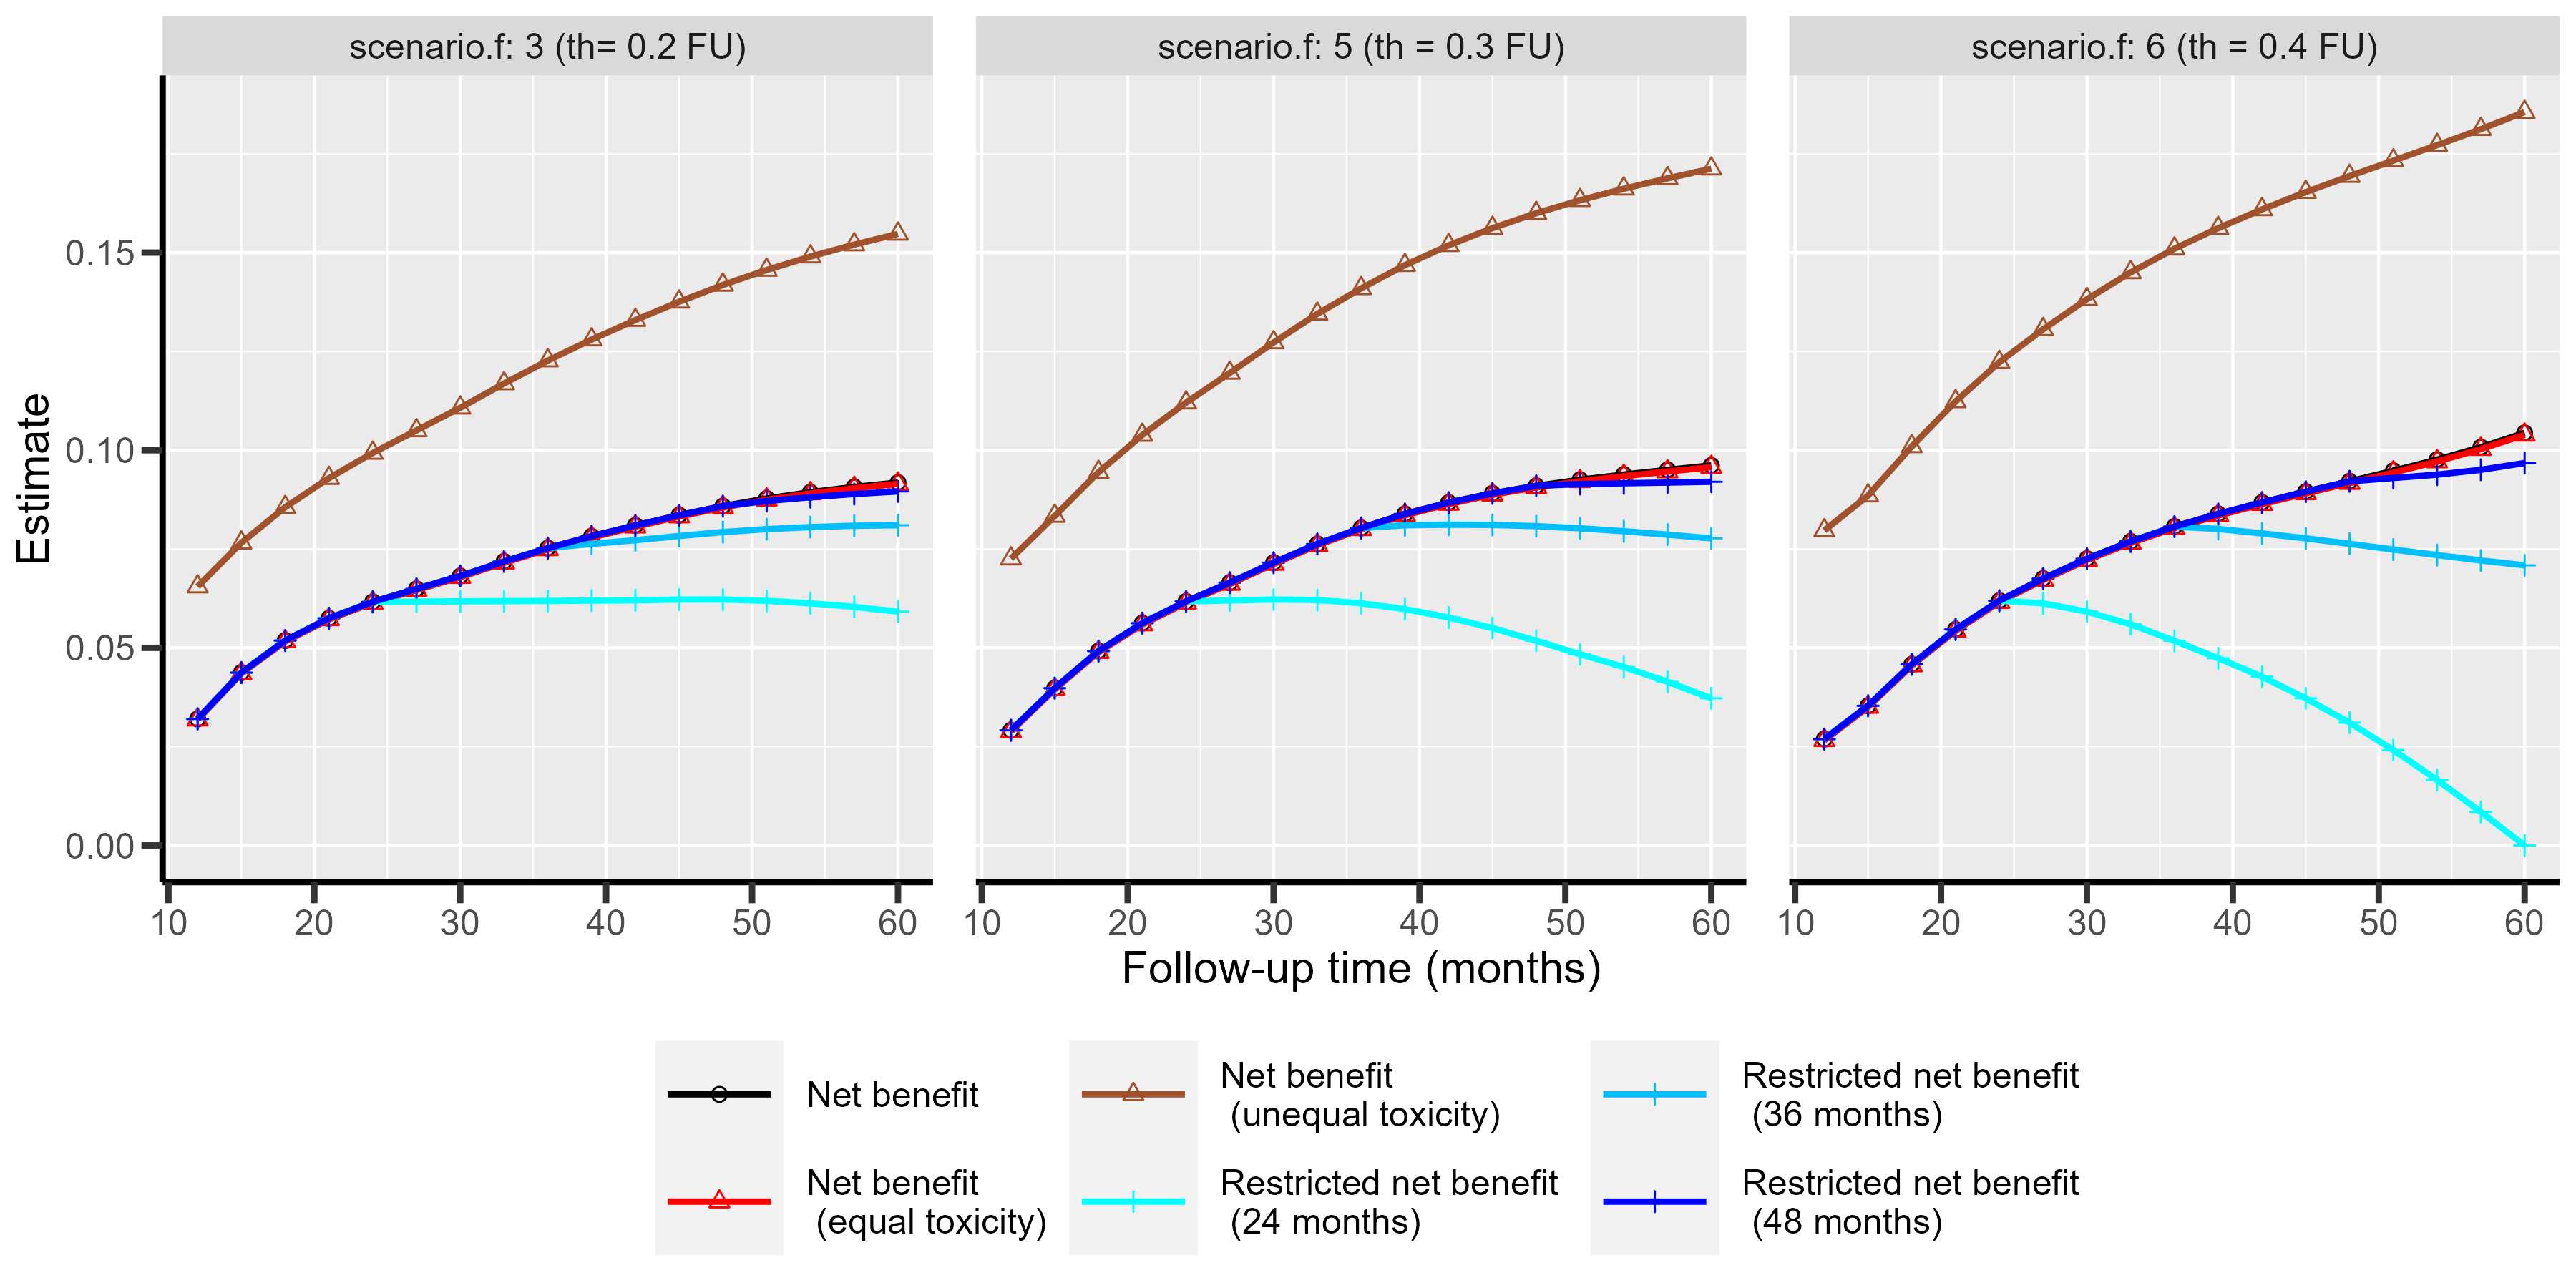 scenario.f: 3 (th= 0.2 FU)
scenario.f: 5 (th = 0.3 FU)
scenario.f: 6 (th = 0.4 FU)
Estimate
0.15
0.10
0.05
0.00
10 20 30 40 50 60
10 20 30 40 50 60
10 20 30 40 50 60
Follow-up time (months)
Net benefit
Net benefit
(equal toxicity)
Net benefit
(unequal toxicity)
Restricted net benefit
(24 months)
Restricted net benefit
(36 months)
Restricted net benefit
(48 months)